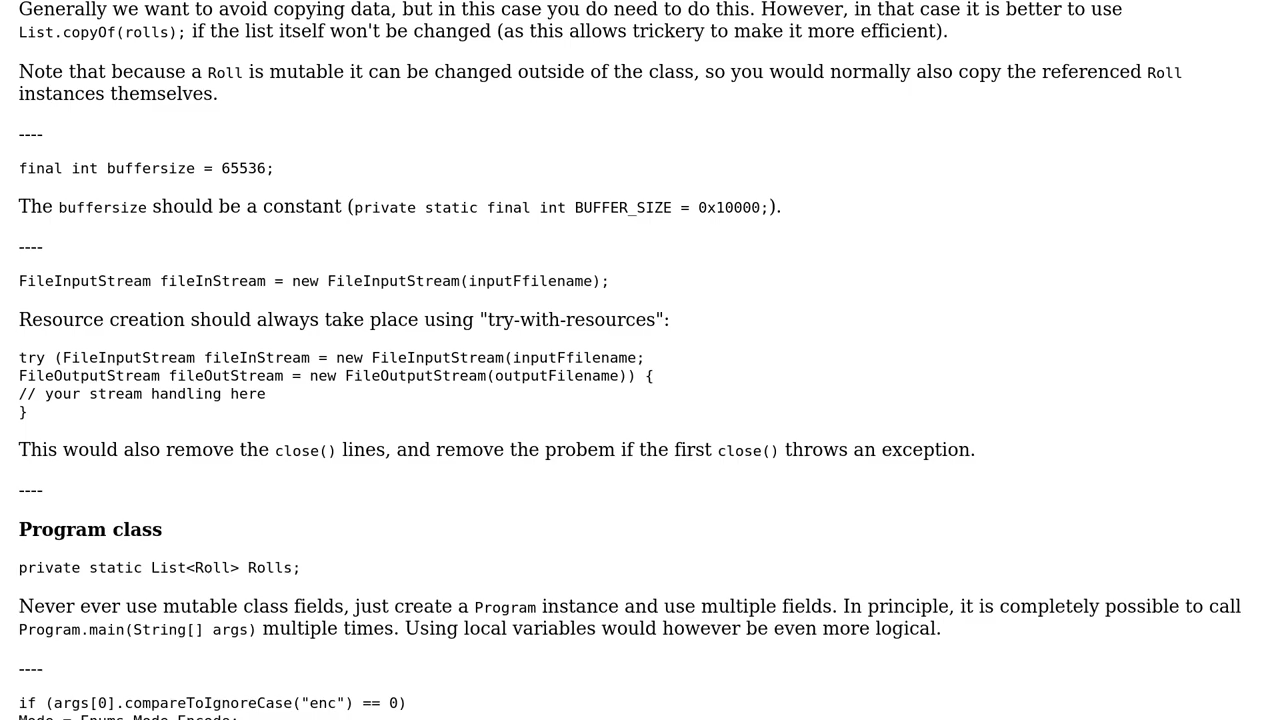 Generally we want to avoid copying data, but in this case you do need to do this. However, in that case it is better to use
List.copyOf(rolls); if the list itself won't be changed (as this allows trickery to make it more efficient).
Note that because a Roll is mutable it can be changed outside of the class, so you would normally also copy the referenced Roll
instances themselves.
----
final int buffersize = 65536;
The buffersize should be a constant (private static final int BUFFER_SIZE = 0x10000;).
----
FileInputStream fileInStream = new FileInputStream(inputFfilename);
Resource creation should always take place using "try-with-resources":
try (FileInputStream fileInStream = new FileInputStream(inputFfilename;
FileOutputStream fileOutStream = new FileOutputStream(outputFilename)) {
// your stream handling here
}
This would also remove the close() lines, and remove the probem if the first close() throws an exception.
----
Program class
private static List<Roll> Rolls;
Never ever use mutable class fields, just create a Program instance and use multiple fields. In principle, it is completely possible to call
Program.main(String[] args) multiple times. Using local variables would however be even more logical.
----
if (args[0].compareToIgnoreCase("enc") == 0)
Mode = Enums.Mode.Encode;